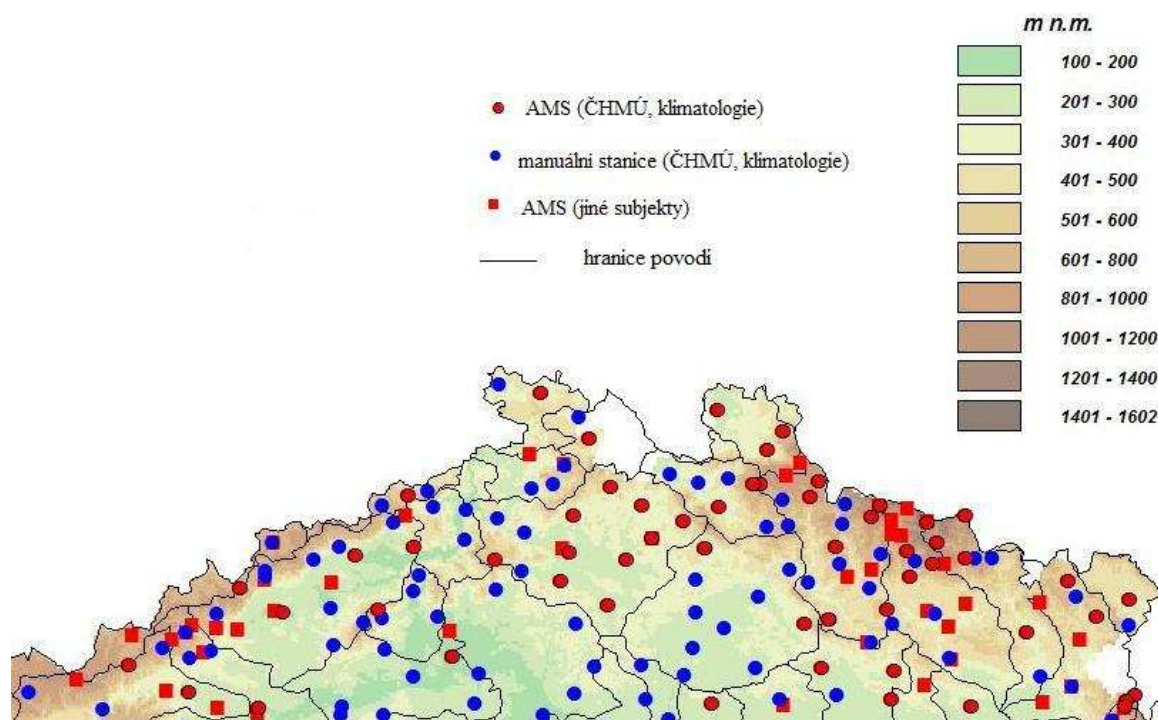 m n.m.
100 - 200
201 - 300
301 - 400
401 - 500
501 - 600
601 - 800
801 - 1000
1001 - 1200
1201 - 1400
1401 - 1602
AMS (ČHMÚ, klimatologie)
manuálni stanice (ČHMÚ, klimatologie)
AMS (jiné subjekty)
hranice povodí